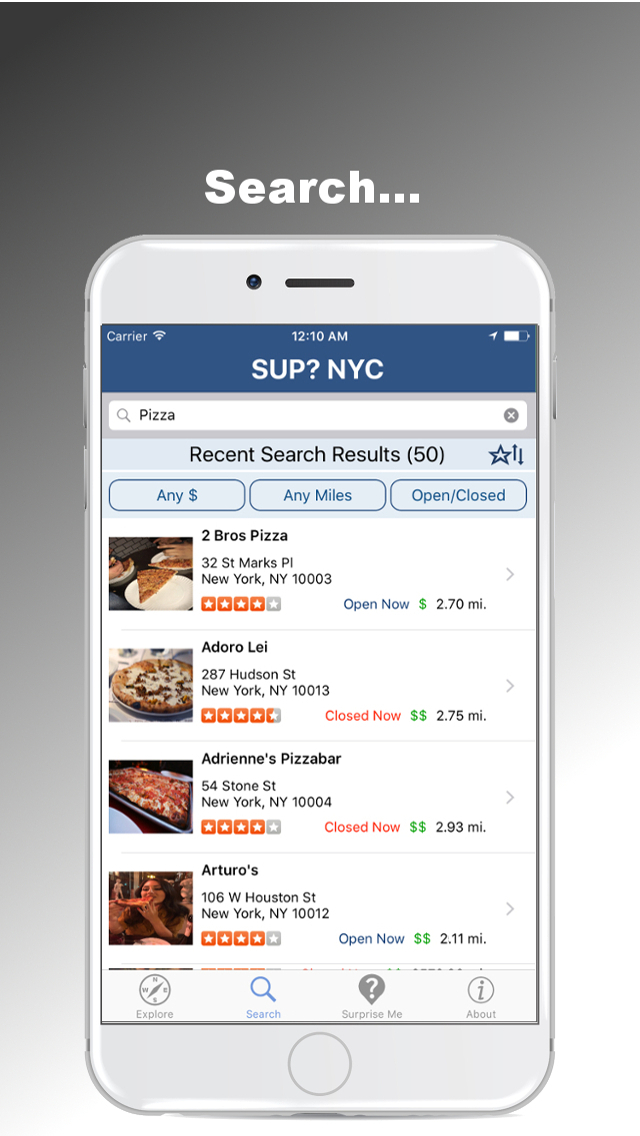 Search...
Carrier 12:10 AM
SUP? NYC
Pizza
Recent Search Results (50)
Any $ Any Miles Open/Closed
2 Bros Pizza
32 St Marks Pl
New York, NY 10003
Open Now $ 2.70 mi.
Adoro Lei
287 Hudson St
New York, NY 10013
Closed Now $$ 2.75 mi.
Adrienne's Pizzabar
54 Stone St
New York, NY 10004
Closed Now $$ 2.93 mi.
Arturo's
106 W Houston St
New York, NY 10012
Open Now $$ 2.11 mi.
N
W E
S
Explore Search Surprise Me About